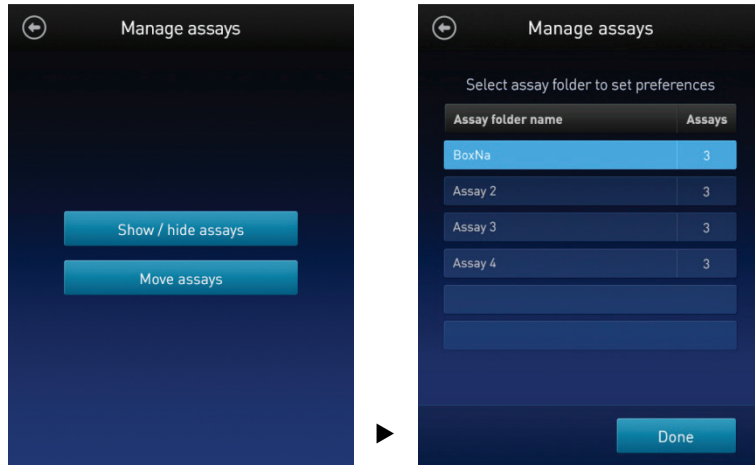 Manage assays
Show / hide assays
Move assays
Manage assays
Select assay folder to set preferences
Assay folder name Assays
BoxNa 3
Assay 2 3
Assay 3 3
Assay 4 3
Done